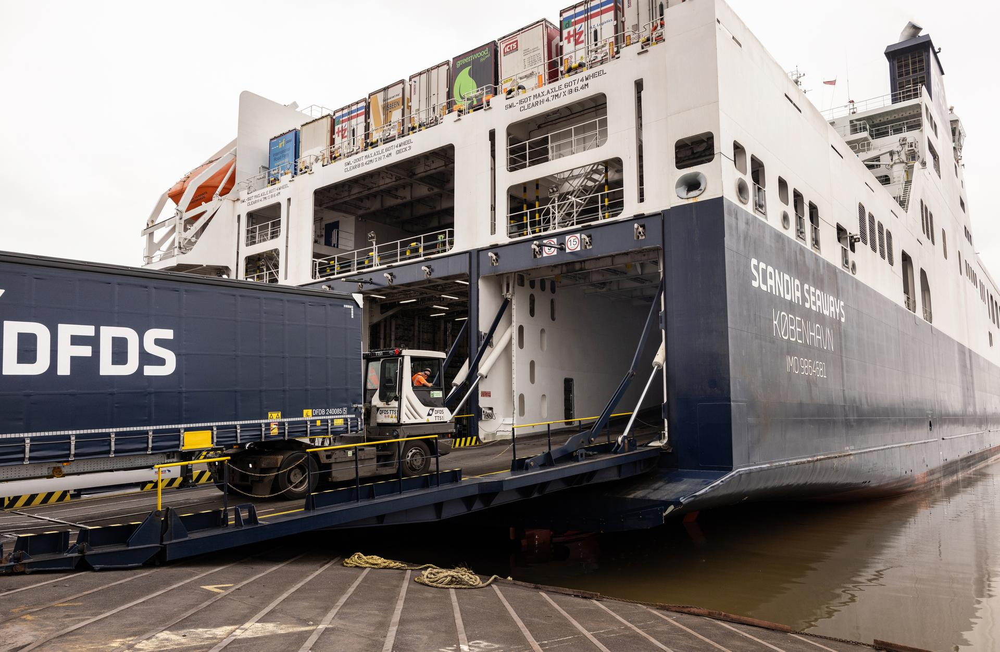 d
H.Z. Logistics
+Z
ICTS
greenwood
SWL-150T MAX.AXLE.60T/4WHEEL
CLEAR(H)4.7M/X(B)6.4M
SWL-200T MAX.AXLE.60T/4WHEEL
CLEAR(B)9.42M/X(H)7.4M (DECK3)
irf
International
Road Ferry
SWL-150T MAX.AXLE.60T/4WHEEL
CLEAR(H)4.7M/X(B)6.4M
15
SCANDIA SEAWAYS
KØBENHAVN
IMO 9864681
DFDS
TT51
DFDB 240085 5
DFDS TT51
DFDS
TT51